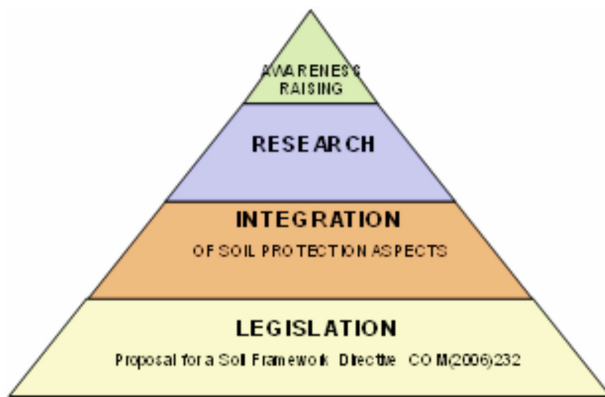 AWARENESS
RAISING
RESEARCH
INTEGRATION
OF SOIL PROTECTION ASPECTS
LEGISLATION
Proposal for a Soil Framework Directive COM(2006)232